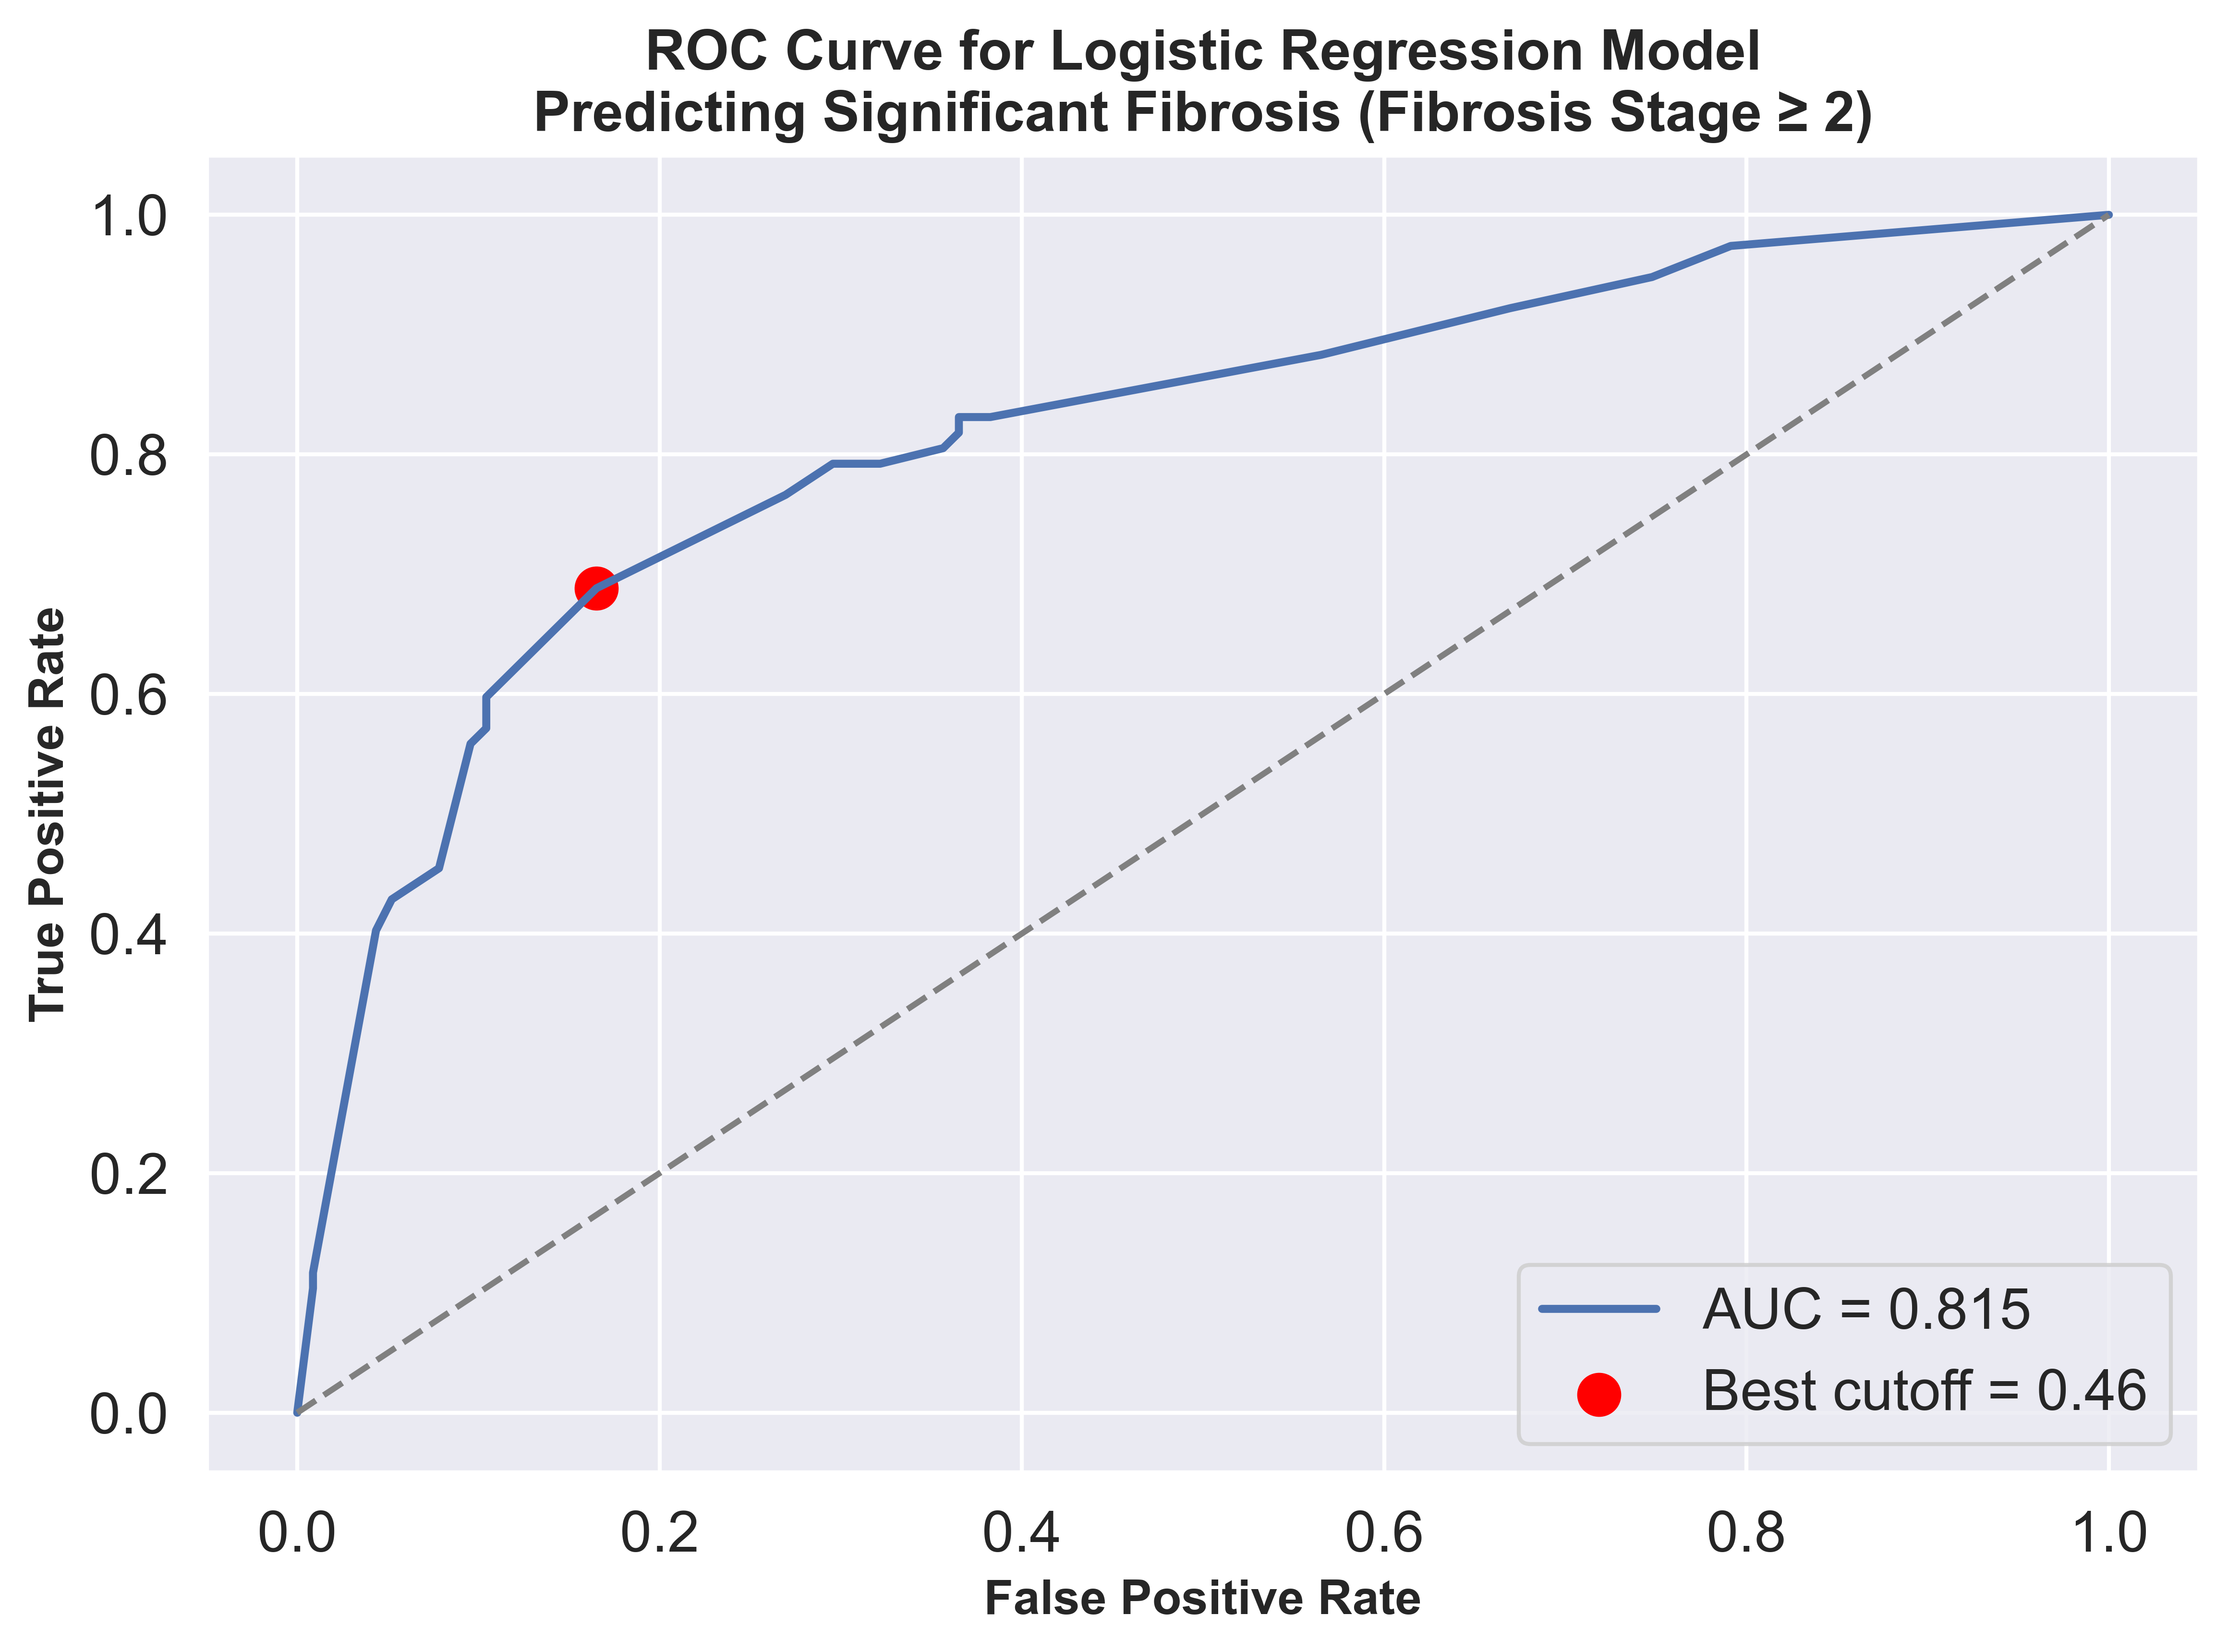 ROC Curve for Logistic Regression Model
Predicting Significant Fibrosis (Fibrosis Stage ≥ 2)
True Positive Rate
1.0
0.8
0.6
0.4
0.2
0.0
AUC = 0.815
Best cutoff = 0.46
0.0 0.2 0.4 0.6 0.8 1.0
False Positive Rate